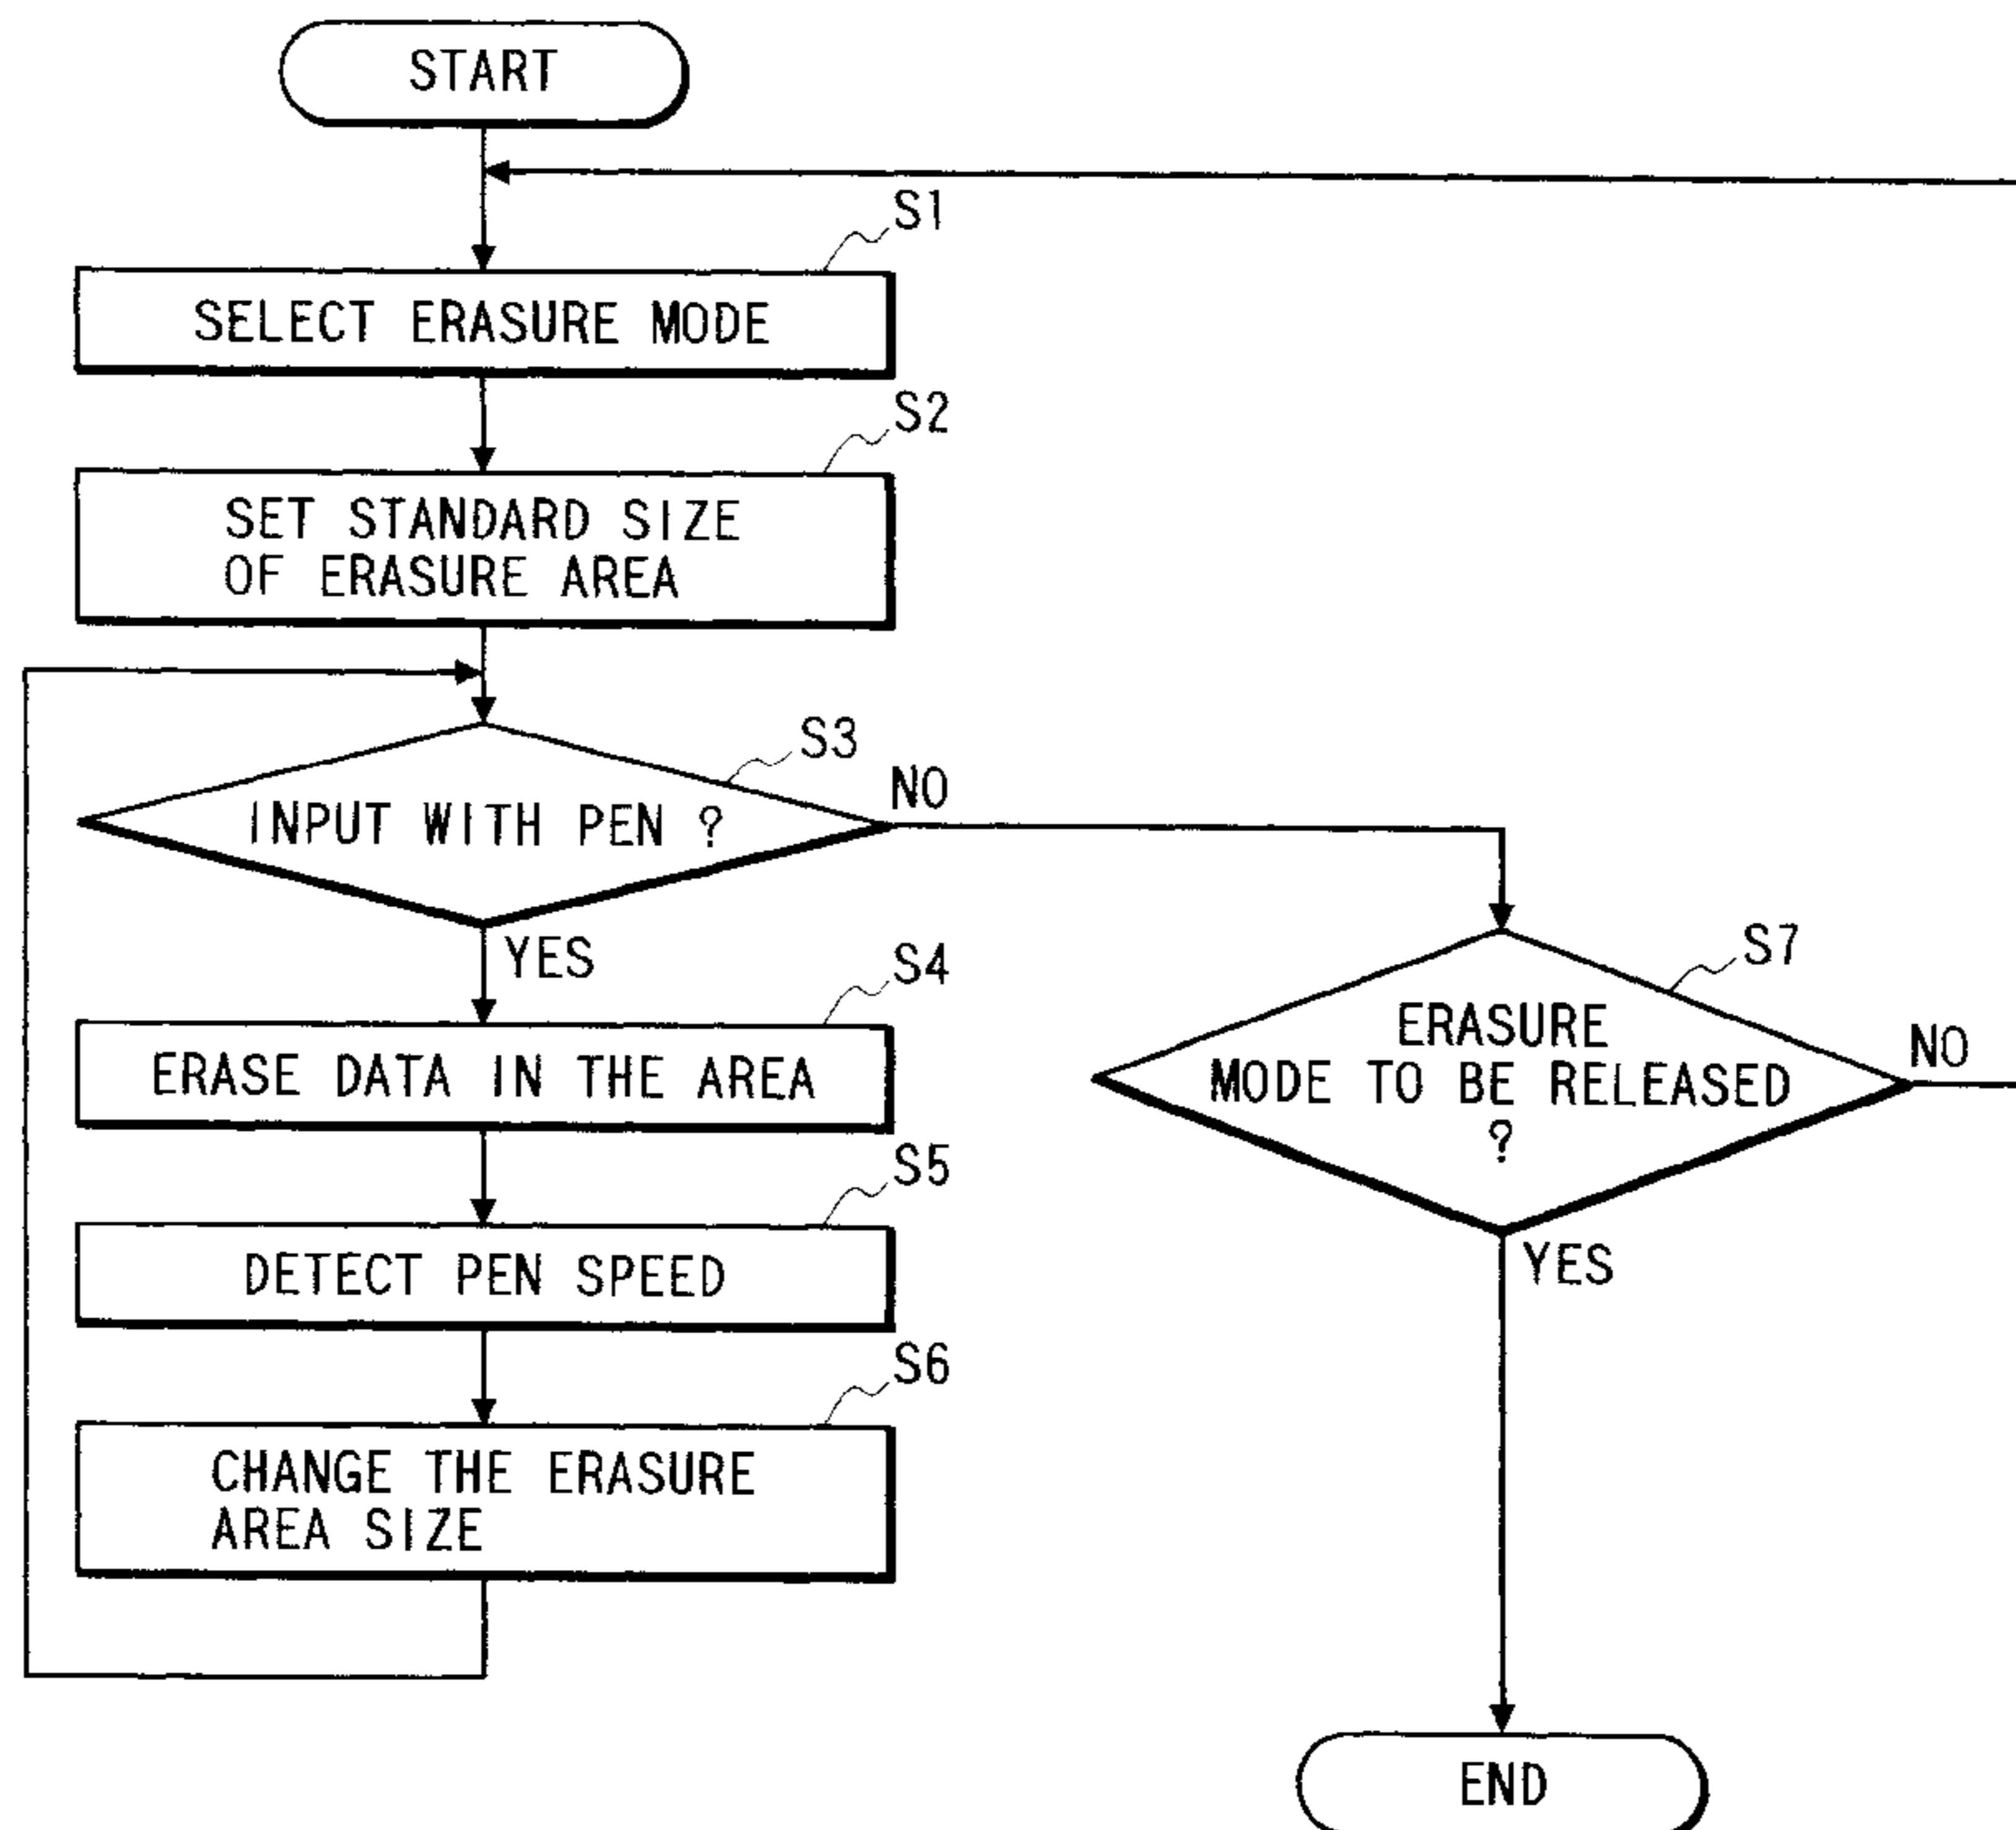 START
S1
SELECT ERASURE MODE
S2
SET STANDARD SIZE
OF ERASURE AREA
S3
INPUT WITH PEN ?
NO
YES
S4
ERASE DATA IN THE AREA
S5
DETECT PEN SPEED
S6
CHANGE THE ERASURE
AREA SIZE
S7
ERASURE
MODE TO BE RELEASED
?
NO
YES
END